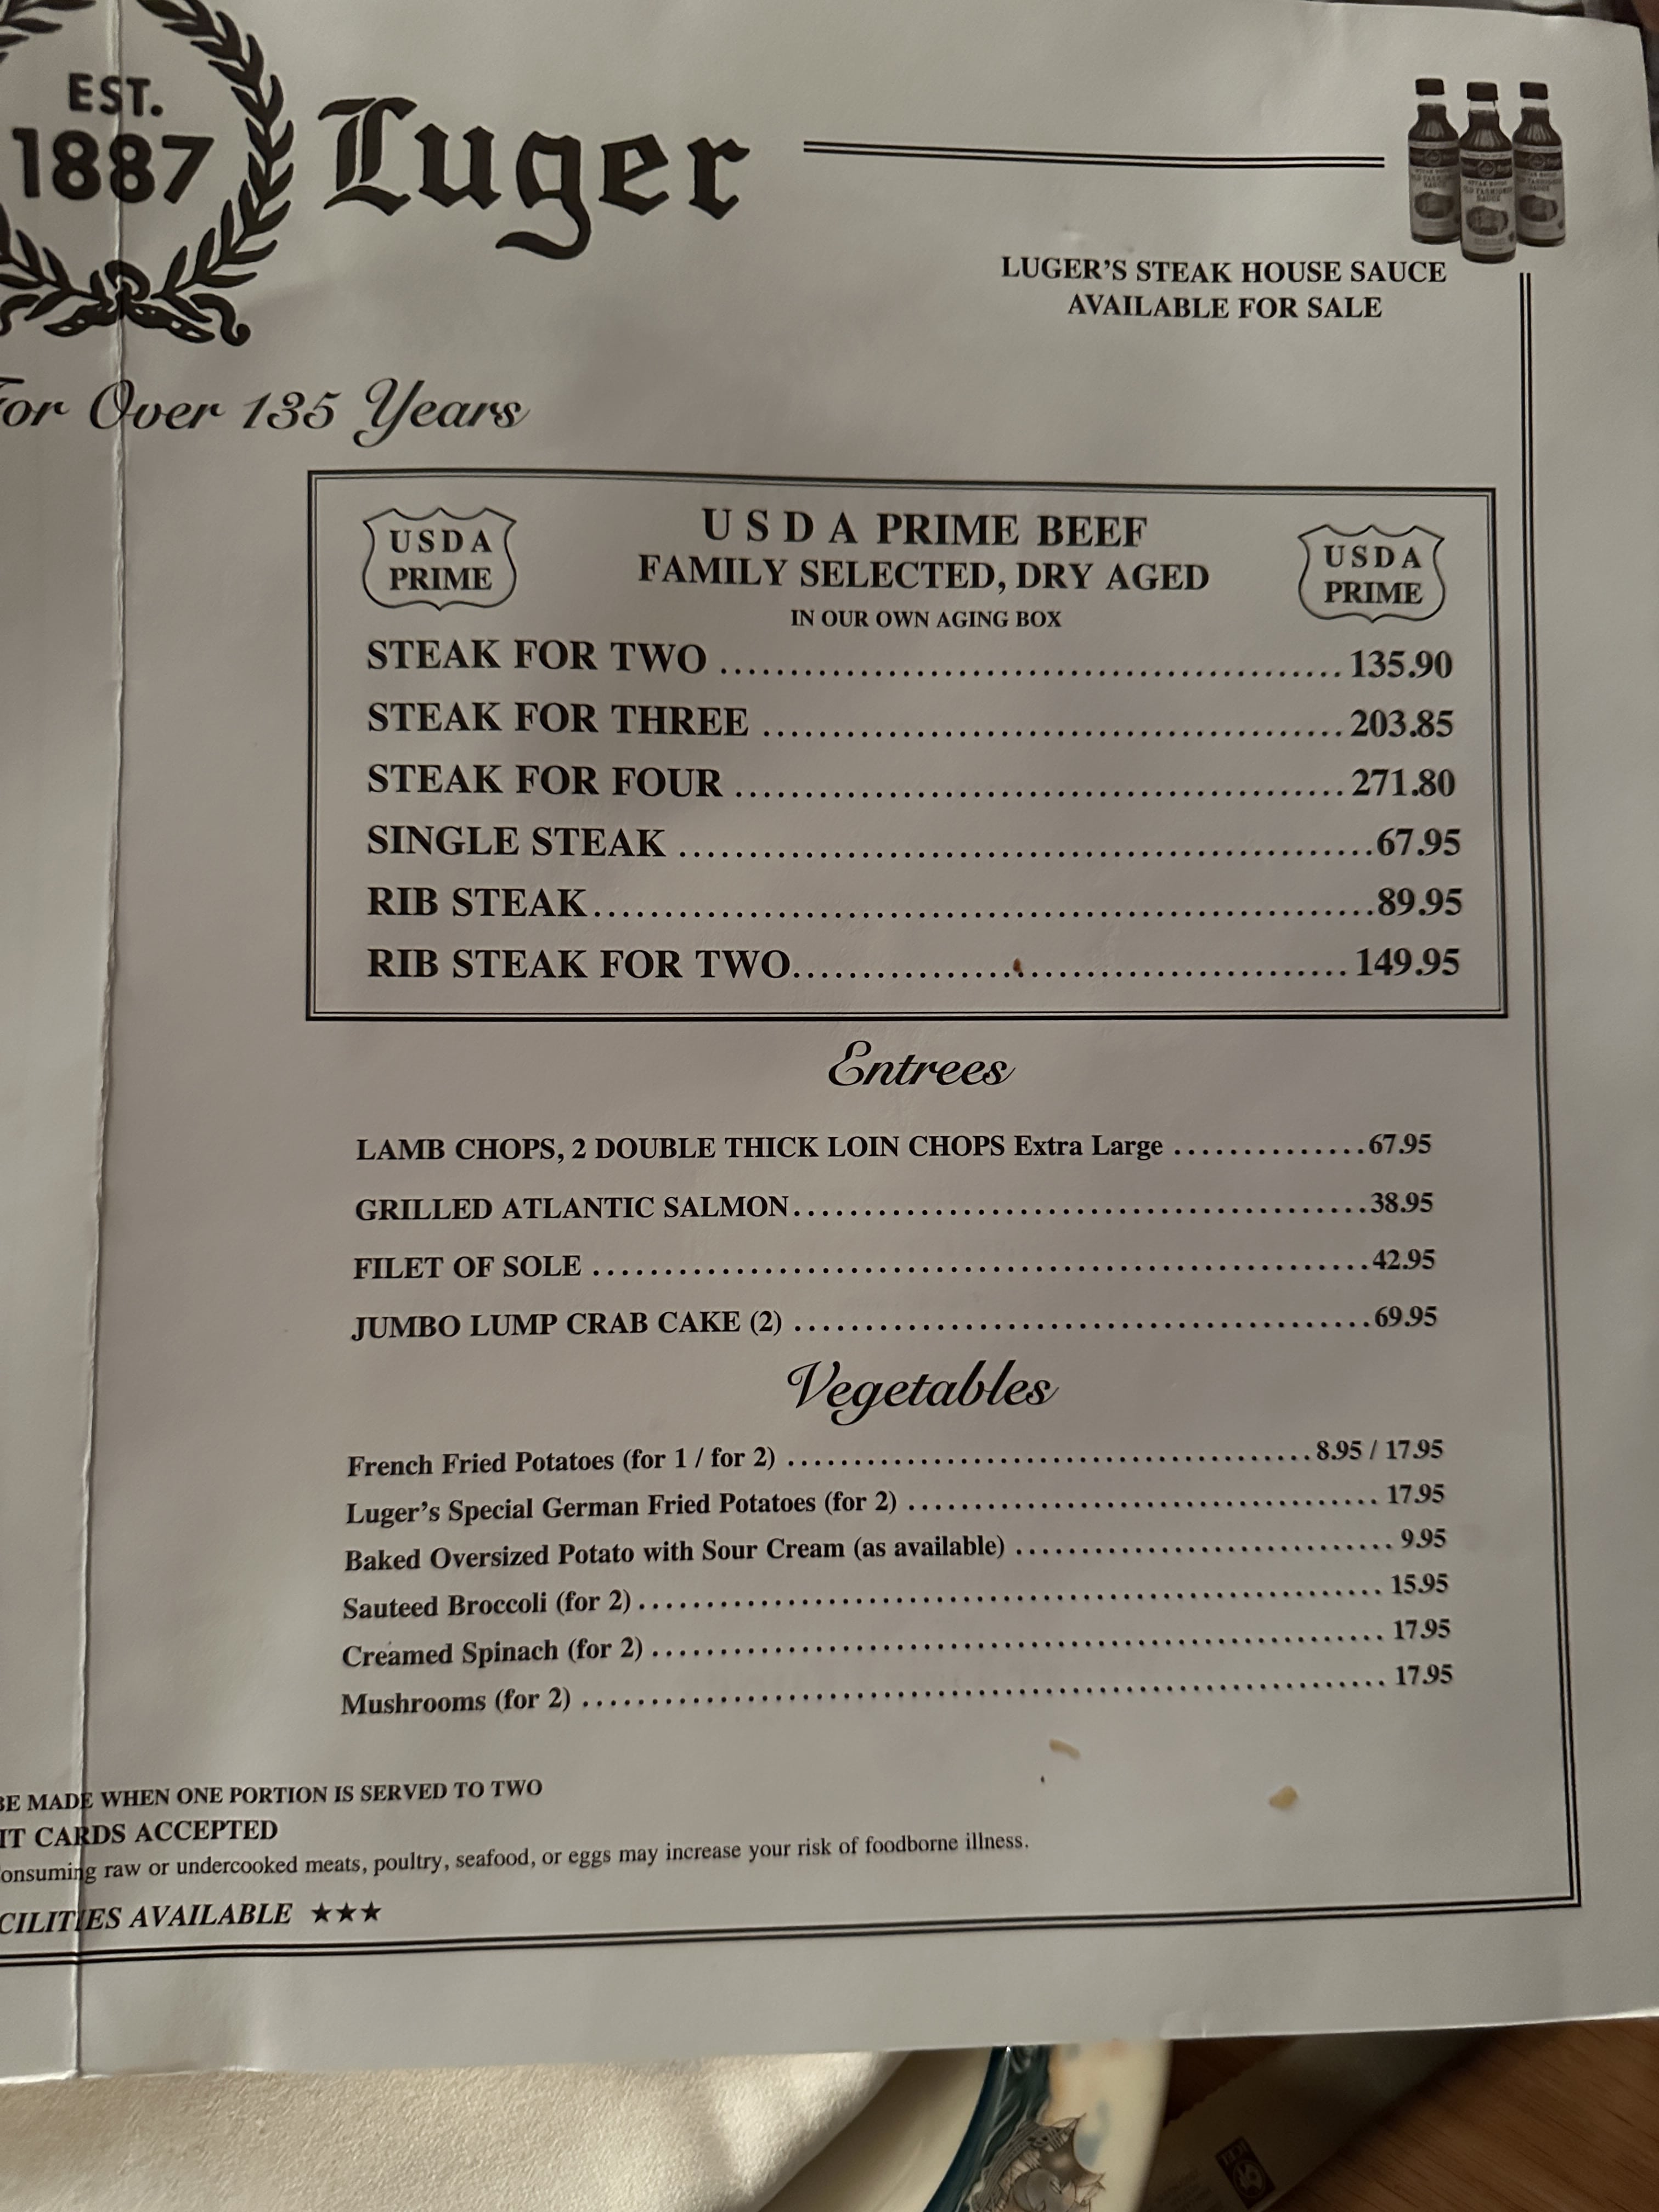 EST.
1887
Luger
LUGER'S STEAK HOUSE SAUCE
AVAILABLE FOR SALE
For Over 135 Years
USDA
PRIME
U S D A PRIME BEEF
FAMILY SELECTED, DRY AGED
IN OUR OWN AGING BOX
USDA
PRIME
STEAK FOR TWO ........ 135.90
STEAK FOR THREE ........ 203.85
STEAK FOR FOUR ........ 271.80
SINGLE STEAK ........ 67.95
RIB STEAK ........ 89.95
RIB STEAK FOR TWO ........ 149.95
Entrees
LAMB CHOPS, 2 DOUBLE THICK LOIN CHOPS Extra Large ........ 67.95
GRILLED ATLANTIC SALMON ........ 38.95
FILET OF SOLE ........ 42.95
JUMBO LUMP CRAB CAKE (2) ........ 69.95
Vegetables
French Fried Potatoes (for 1 / for 2) ........ 8.95 / 17.95
Luger's Special German Fried Potatoes (for 2) ........ 17.95
Baked Oversized Potato with Sour Cream (as available) ........ 9.95
Sauteed Broccoli (for 2) ........ 15.95
Creamed Spinach (for 2) ........ 17.95
Mushrooms (for 2) ........ 17.95
BE MADE WHEN ONE PORTION IS SERVED TO TWO
IT CARDS ACCEPTED
onsuming raw or undercooked meats, poultry, seafood, or eggs may increase your risk of foodborne illness.
CILITIES AVAILABLE ★★★